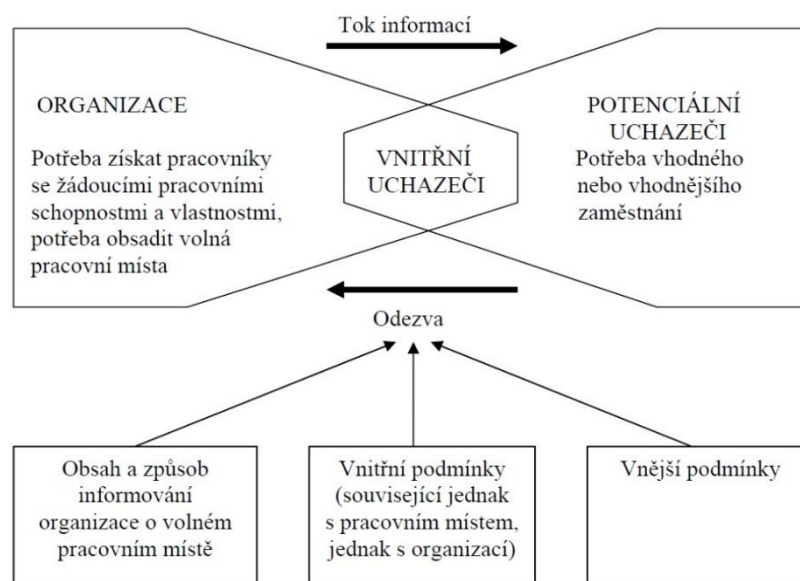 Tok informací
ORGANIZACE
Potřeba získat pracovníky
se žádoucími pracovními
schopnostmi a vlastnostmi,
potřeba obsadit volná
pracovní místa
VNITŘNÍ
UCHAZEČI
POTENCIÁLNÍ
UCHAZEČI
Potřeba vhodného
nebo vhodnějšího
zaměstnání
Odezva
Obsah a způsob
informování
organizace o volném
pracovním místě
Vnitřní podmínky
(související jednak
s pracovním místem,
jednak s organizací)
Vnější podmínky